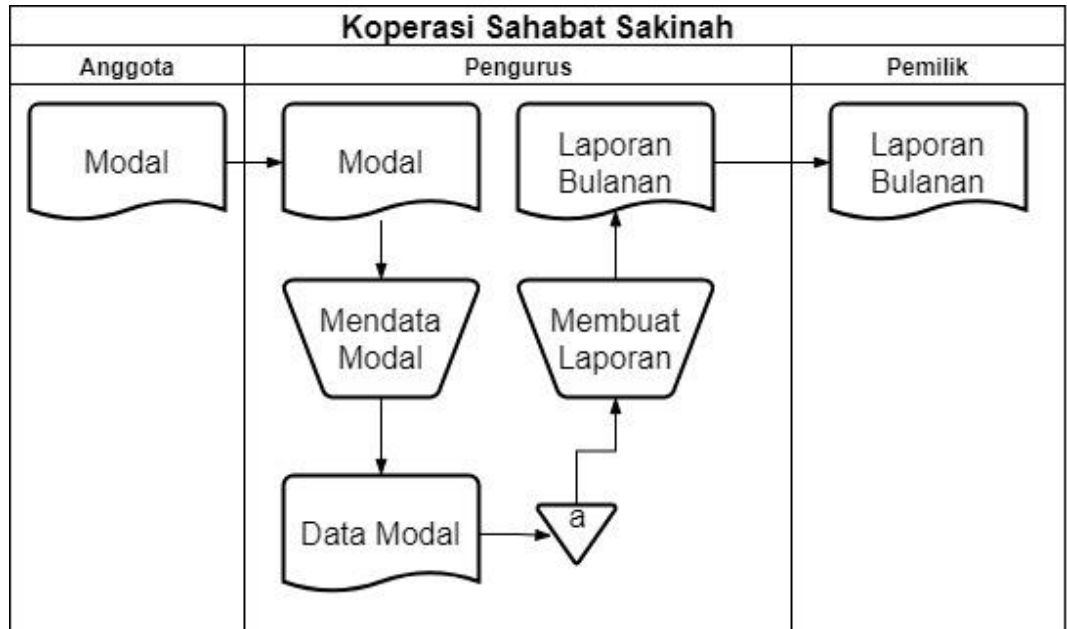 Koperasi Sahabat Sakinah
Anggota
Pengurus
Pemilik
Modal
Modal
Laporan
Bulanan
Laporan
Bulanan
Mendata
Modal
Membuat
Laporan
Data Modal
a